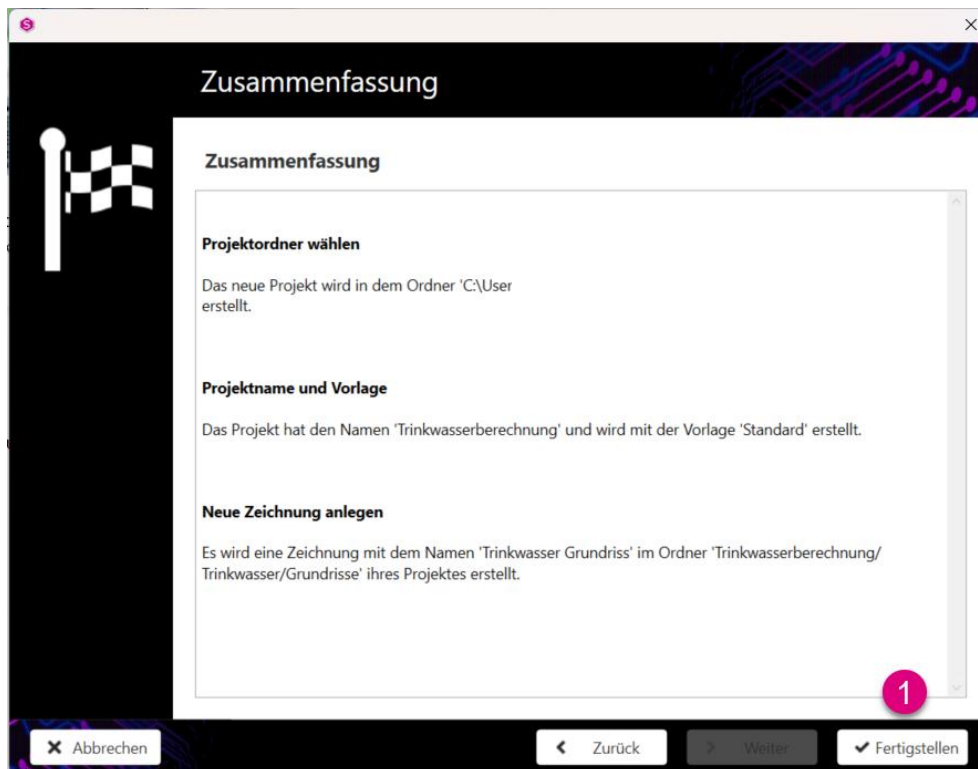 S
Zusammenfassung
Zusammenfassung
Projektordner wählen
Das neue Projekt wird in dem Ordner 'C:\User
erstellt.
Projektname und Vorlage
Das Projekt hat den Namen 'Trinkwasserberechnung' und wird mit der Vorlage 'Standard' erstellt.
Neue Zeichnung anlegen
Es wird eine Zeichnung mit dem Namen 'Trinkwasser Grundriss' im Ordner 'Trinkwasserberechnung/
Trinkwasser/Grundrisse' ihres Projektes erstellt.
1
Abbrechen Zurück Weiter Fertigstellen